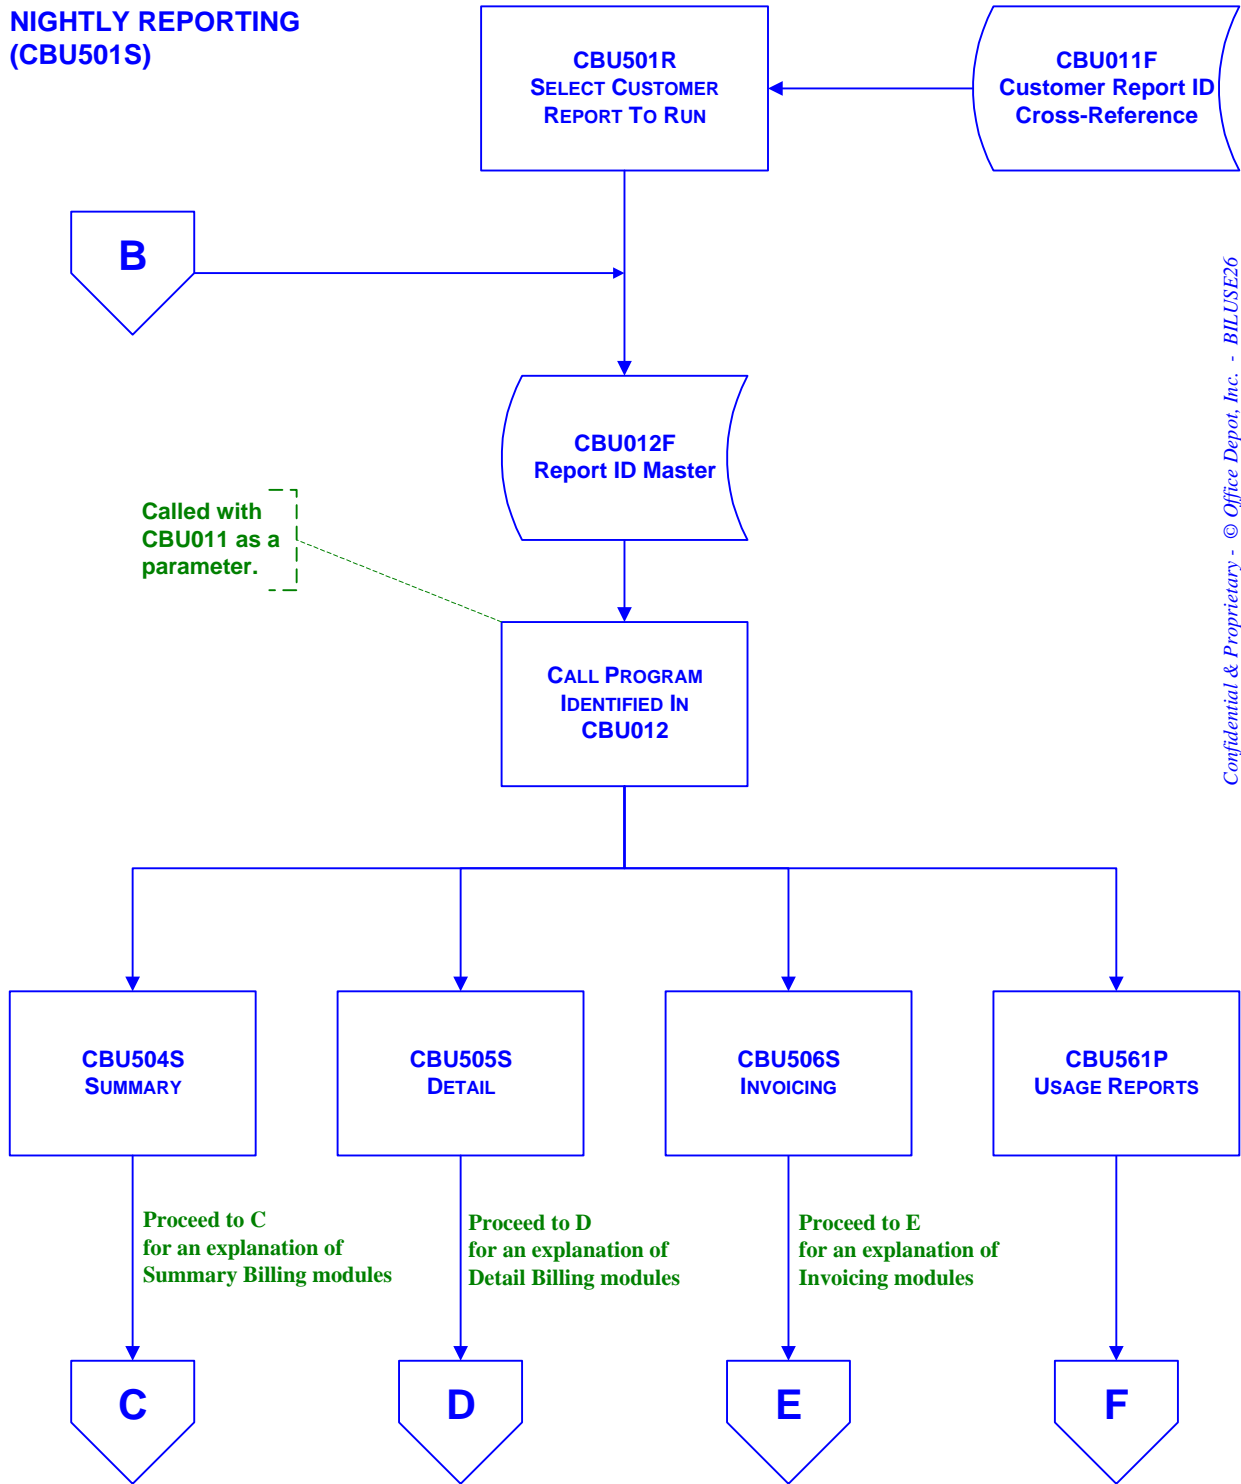 NIGHTLY REPORTING
(CBU501S)
CBU501R
SELECT CUSTOMER
REPORT TO RUN
CBU011F
Customer Report ID
Cross-Reference
B
CBU012F
Report ID Master
Called with
CBU011 as a
parameter.
CALL PROGRAM
IDENTIFIED IN
CBU012
CBU504S
SUMMARY
CBU505S
DETAIL
CBU506S
INVOICING
CBU561P
USAGE REPORTS
Proceed to C
for an explanation of
Summary Billing modules
Proceed to D
for an explanation of
Detail Billing modules
Proceed to E
for an explanation of
Invoicing modules
C
D
E
F
Confidential & Proprietary - © Office Depot, Inc. - BILUSE26